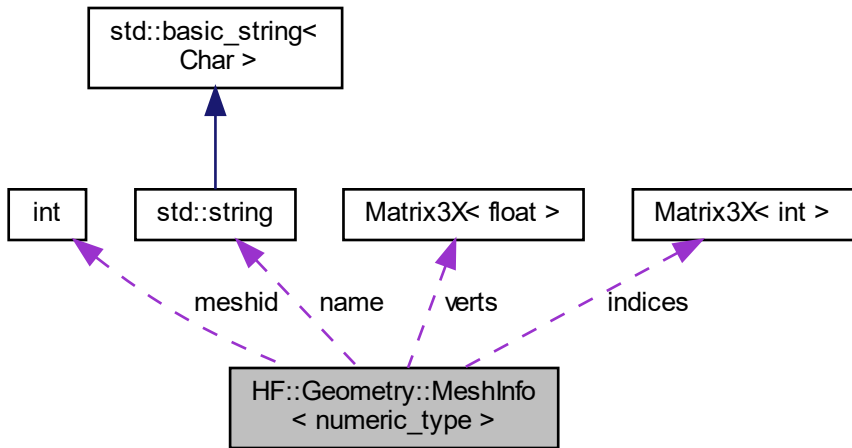 std::basic_string<
Char >
int
std::string
Matrix3X< float >
Matrix3X< int >
meshid
name
verts
indices
HF::Geometry::MeshInfo
< numeric_type >